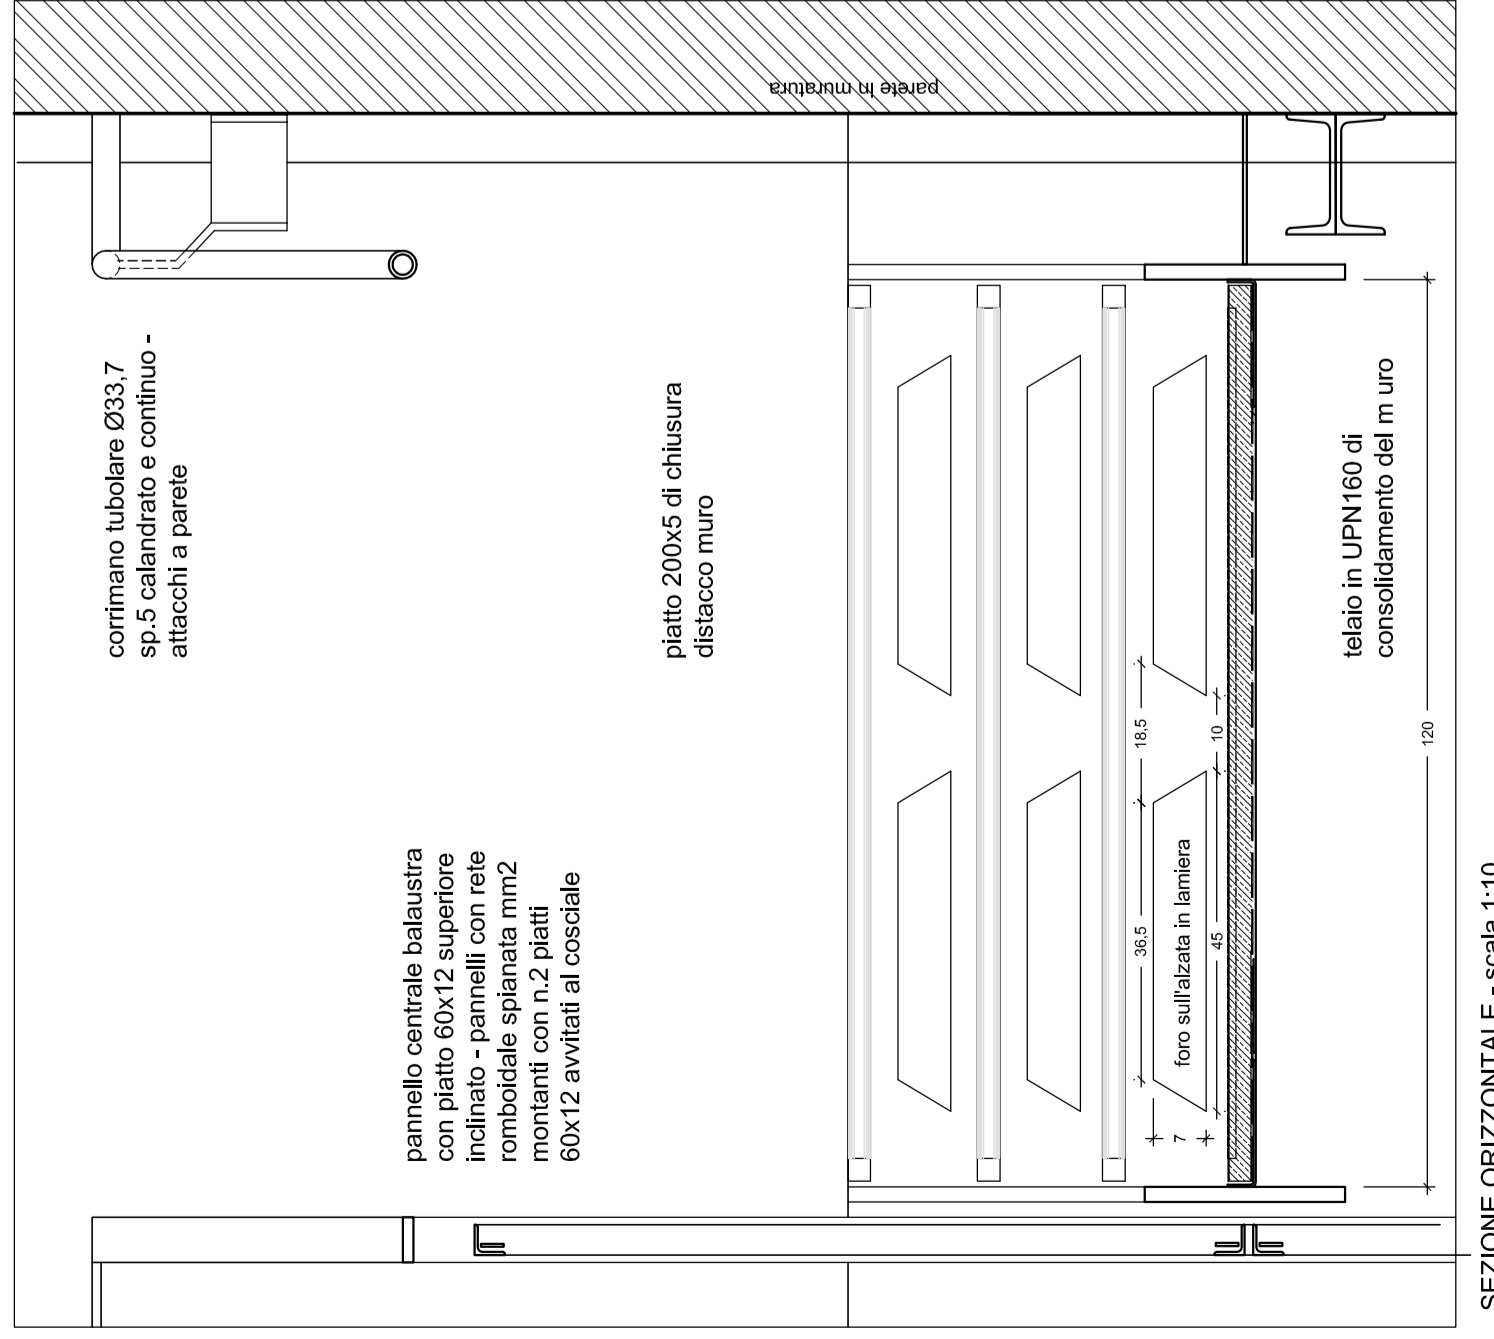 parete in muratura
corrimano tubolare Ø33,7
sp.5 calandrato e continuo -
attacchi a parete
piatto 200x5 di chiusura
distacco muro
pannello centrale balaustra
con piatto 60x12 superiore
inclinato - pannelli con rete
romboidale spianata mm2
montanti con n.2 piatti
60x12 avvitati al cosciale
telaio in UPN160 di
consolidamento del m uro
18,5
10
36,5
foro sull'alzata in lamiera
45
7
120
SEZIONE ORIZZONTALE - scala 1:10